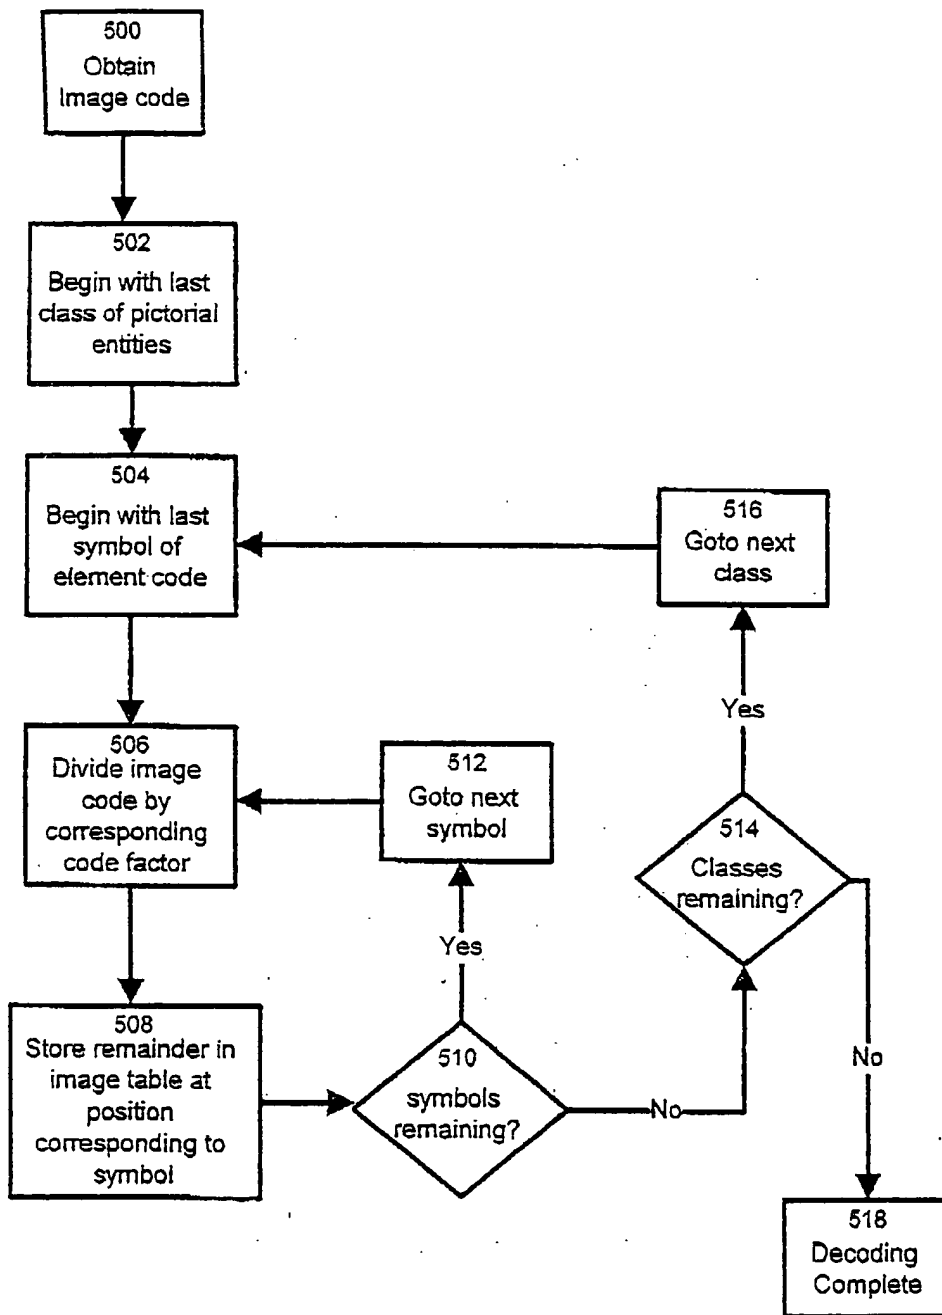 500
Obtain
Image code
502
Begin with last
class of pictorial
entities
504
Begin with last
symbol of
element code
516
Goto next
class
Yes
506
Divide image
code by
corresponding
code factor
512
Goto next
symbol
514
Classes
remaining?
Yes
508
Store remainder in
image table at
position
corresponding to
symbol
510
symbols
remaining?
No
No
518
Decoding
Complete